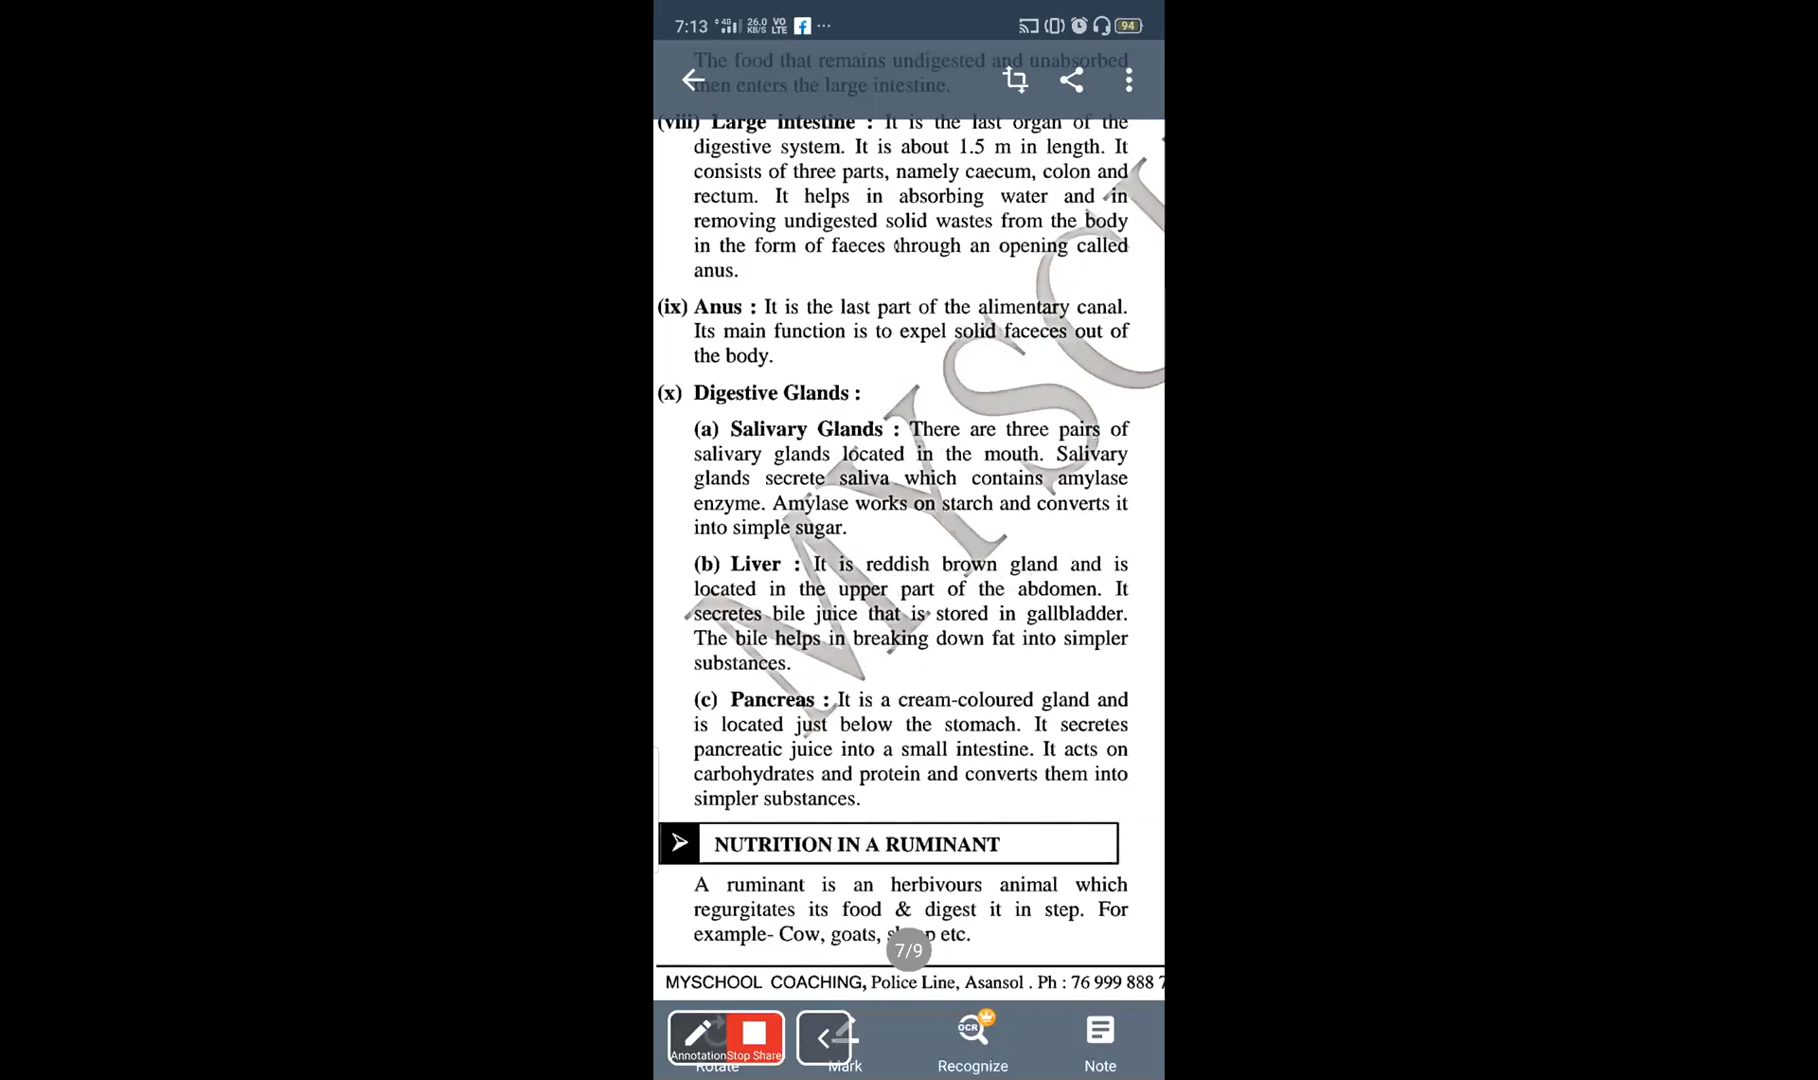 7:13 4G 26.0 KB/S VO LTE f ... 94
The food that remains undigested and unabsorbed
then enters the large intestine.
(viii) Large intestine : It is the last organ of the
digestive system. It is about 1.5 m in length. It
consists of three parts, namely caecum, colon and
rectum. It helps in absorbing water and in
removing undigested solid wastes from the body
in the form of faeces through an opening called
anus.
(ix) Anus : It is the last part of the alimentary canal.
Its main function is to expel solid faceces out of
the body.
(x) Digestive Glands :
(a) Salivary Glands : There are three pairs of
salivary glands located in the mouth. Salivary
glands secrete saliva which contains amylase
enzyme. Amylase works on starch and converts it
into simple sugar.
(b) Liver : It is reddish brown gland and is
located in the upper part of the abdomen. It
secretes bile juice that is stored in gallbladder.
The bile helps in breaking down fat into simpler
substances.
(c) Pancreas : It is a cream-coloured gland and
is located just below the stomach. It secretes
pancreatic juice into a small intestine. It acts on
carbohydrates and protein and converts them into
simpler substances.
NUTRITION IN A RUMINANT
A ruminant is an herbivours animal which
regurgitates its food & digest it in step. For
example- Cow, goats, etc.
7/9
MYSCHOOL COACHING, Police Line, Asansol . Ph : 76 999 888 7
MYSC
Annotation Stop Share
OCR
Rotate Mark Recognize Note